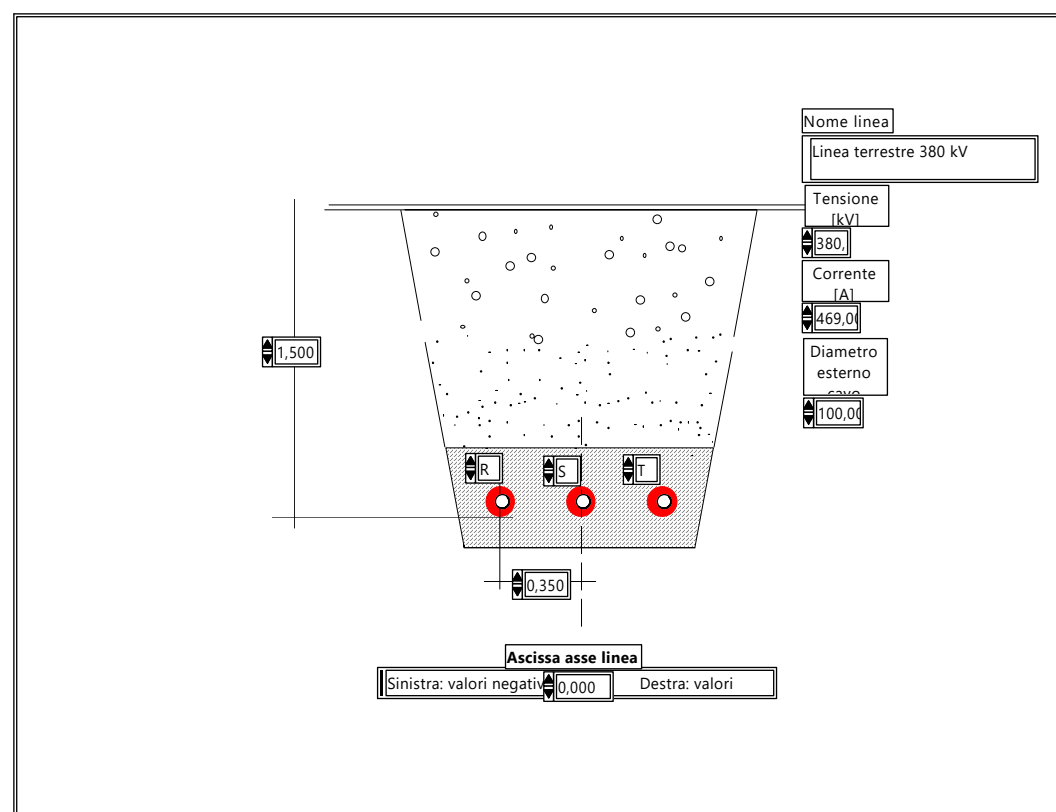 Nome linea
Linea terrestre 380 kV
Tensione
[kV]
380,
Corrente
[A]
469,00
Diametro
esterno
cavo
100,00
1,500
R
S
T
0,350
Ascissa asse linea
Sinistra: valori negativ
0,000
Destra: valori